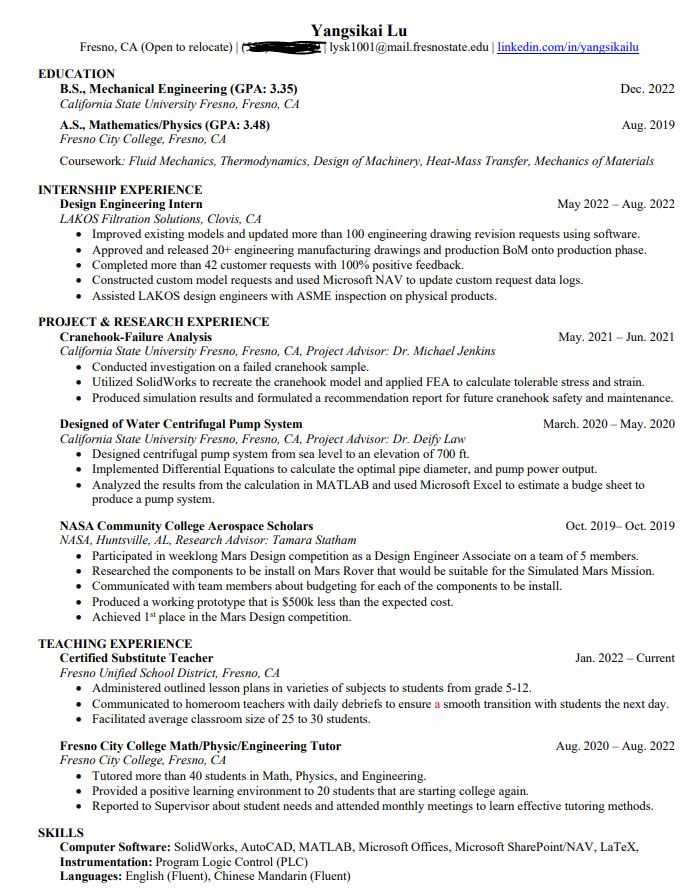 Yangsikai Lu
Fresno, CA (Open to relocate) | ( | lysk1001@mail.fresnostate.edu | linkedin.com/in/yangsikailu
EDUCATION
B.S., Mechanical Engineering (GPA: 3.35) Dec. 2022
California State University Fresno, Fresno, CA
A.S., Mathematics/Physics (GPA: 3.48) Aug. 2019
Fresno City College, Fresno, CA
Coursework: Fluid Mechanics, Thermodynamics, Design of Machinery, Heat-Mass Transfer, Mechanics of Materials
INTERNSHIP EXPERIENCE
Design Engineering Intern May 2022 – Aug. 2022
LAKOS Filtration Solutions, Clovis, CA
• Improved existing models and updated more than 100 engineering drawing revision requests using software.
• Approved and released 20+ engineering manufacturing drawings and production BoM onto production phase.
• Completed more than 42 customer requests with 100% positive feedback.
• Constructed custom model requests and used Microsoft NAV to update custom request data logs.
• Assisted LAKOS design engineers with ASME inspection on physical products.
PROJECT & RESEARCH EXPERIENCE
Cranehook-Failure Analysis May. 2021 – Jun. 2021
California State University Fresno, Fresno, CA, Project Advisor: Dr. Michael Jenkins
• Conducted investigation on a failed cranehook sample.
• Utilized SolidWorks to recreate the cranehook model and applied FEA to calculate tolerable stress and strain.
• Produced simulation results and formulated a recommendation report for future cranehook safety and maintenance.
Designed of Water Centrifugal Pump System March. 2020 – May. 2020
California State University Fresno, Fresno, CA, Project Advisor: Dr. Deify Law
• Designed centrifugal pump system from sea level to an elevation of 700 ft.
• Implemented Differential Equations to calculate the optimal pipe diameter, and pump power output.
• Analyzed the results from the calculation in MATLAB and used Microsoft Excel to estimate a budge sheet to
produce a pump system.
NASA Community College Aerospace Scholars Oct. 2019– Oct. 2019
NASA, Huntsville, AL, Research Advisor: Tamara Statham
• Participated in weeklong Mars Design competition as a Design Engineer Associate on a team of 5 members.
• Researched the components to be install on Mars Rover that would be suitable for the Simulated Mars Mission.
• Communicated with team members about budgeting for each of the components to be install.
• Produced a working prototype that is $500k less than the expected cost.
• Achieved 1st place in the Mars Design competition.
TEACHING EXPERIENCE
Certified Substitute Teacher Jan. 2022 – Current
Fresno Unified School District, Fresno, CA
• Administered outlined lesson plans in varieties of subjects to students from grade 5-12.
• Communicated to homeroom teachers with daily debriefs to ensure a smooth transition with students the next day.
• Facilitated average classroom size of 25 to 30 students.
Fresno City College Math/Physic/Engineering Tutor Aug. 2020 – Aug. 2022
Fresno City College, Fresno, CA
• Tutored more than 40 students in Math, Physics, and Engineering.
• Provided a positive learning environment to 20 students that are starting college again.
• Reported to Supervisor about student needs and attended monthly meetings to learn effective tutoring methods.
SKILLS
Computer Software: SolidWorks, AutoCAD, MATLAB, Microsoft Offices, Microsoft SharePoint/NAV, LaTeX,
Instrumentation: Program Logic Control (PLC)
Languages: English (Fluent), Chinese Mandarin (Fluent)